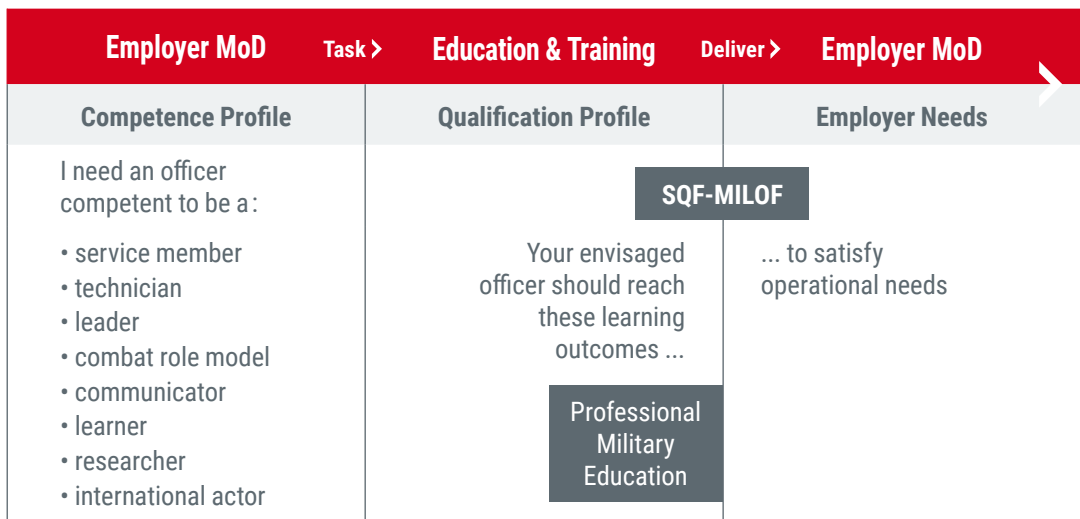 Employer MoD Task > Education & Training Deliver > Employer MoD
Competence Profile Qualification Profile Employer Needs
I need an officer
competent to be a:
• service member
• technician
• leader
• combat role model
• communicator
• learner
• researcher
• international actor
SQF-MILOF
Your envisaged
officer should reach
these learning
outcomes ...
Professional
Military
Education
... to satisfy
operational needs